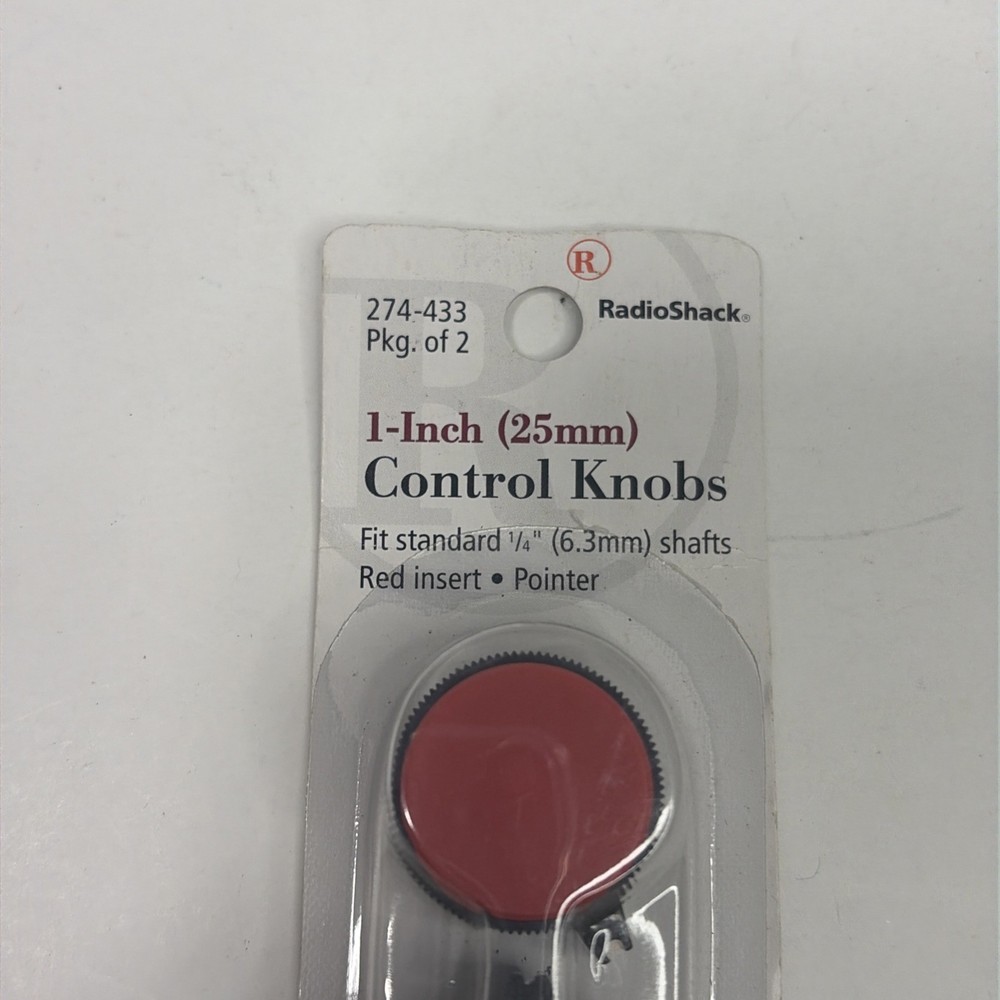 R
274-433
RadioShack®
Pkg. of 2
1-Inch (25mm)
Control Knobs
Fit standard 1/4" (6.3mm) shafts
Red insert • Pointer